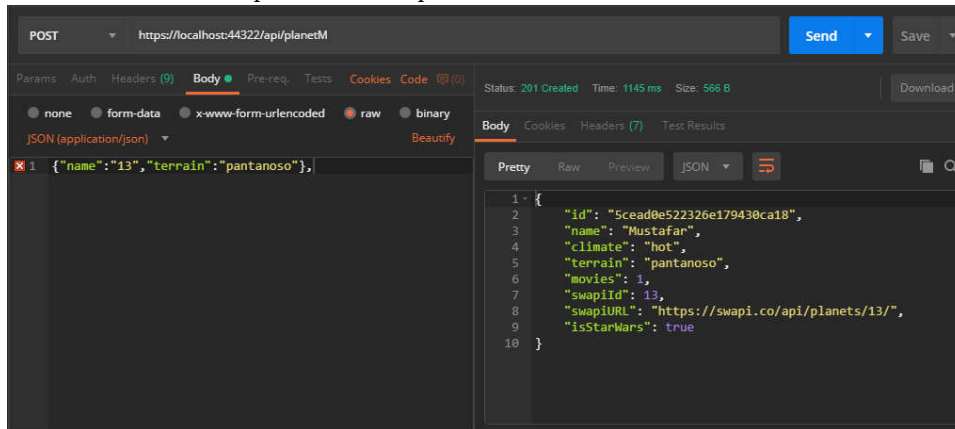 POST https://localhost:44322/api/planetM Send Save
Params Auth Headers (9) Body Pre-req. Tests Cookies Code (0)
none form-data x-www-form-urlencoded raw binary
JSON (application/json) Beautify
1 {"name":"13","terrain":"pantanoso"},
Status: 201 Created Time: 1145 ms Size: 566 B Download
Body Cookies Headers (7) Test Results
Pretty Raw Preview JSON
1 {
2 "id": "5cead0e522326e179430ca18",
3 "name": "Mustafar",
4 "climate": "hot",
5 "terrain": "pantanoso",
6 "movies": 1,
7 "swapiId": 13,
8 "swapiURL": "https://swapi.co/api/planets/13/",
9 "isStarWars": true
10 }